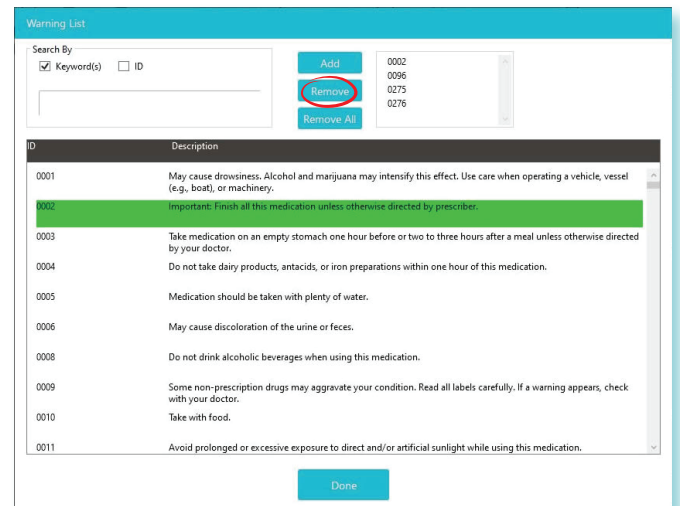 Warning List
Search By
Keyword(s) ID
Add
Remove
Remove All
0002
0096
0275
0276
ID Description
0001 May cause drowsiness. Alcohol and marijuana may intensify this effect. Use care when operating a vehicle, vessel
(e.g., boat), or machinery.
0002 Important: Finish all this medication unless otherwise directed by prescriber.
0003 Take medication on an empty stomach one hour before or two to three hours after a meal unless otherwise directed
by your doctor.
0004 Do not take dairy products, antacids, or iron preparations within one hour of this medication.
0005 Medication should be taken with plenty of water.
0006 May cause discoloration of the urine or feces.
0008 Do not drink alcoholic beverages when using this medication.
0009 Some non-prescription drugs may aggravate your condition. Read all labels carefully. If a warning appears, check
with your doctor.
0010 Take with food.
0011 Avoid prolonged or excessive exposure to direct and/or artificial sunlight while using this medication.
Done